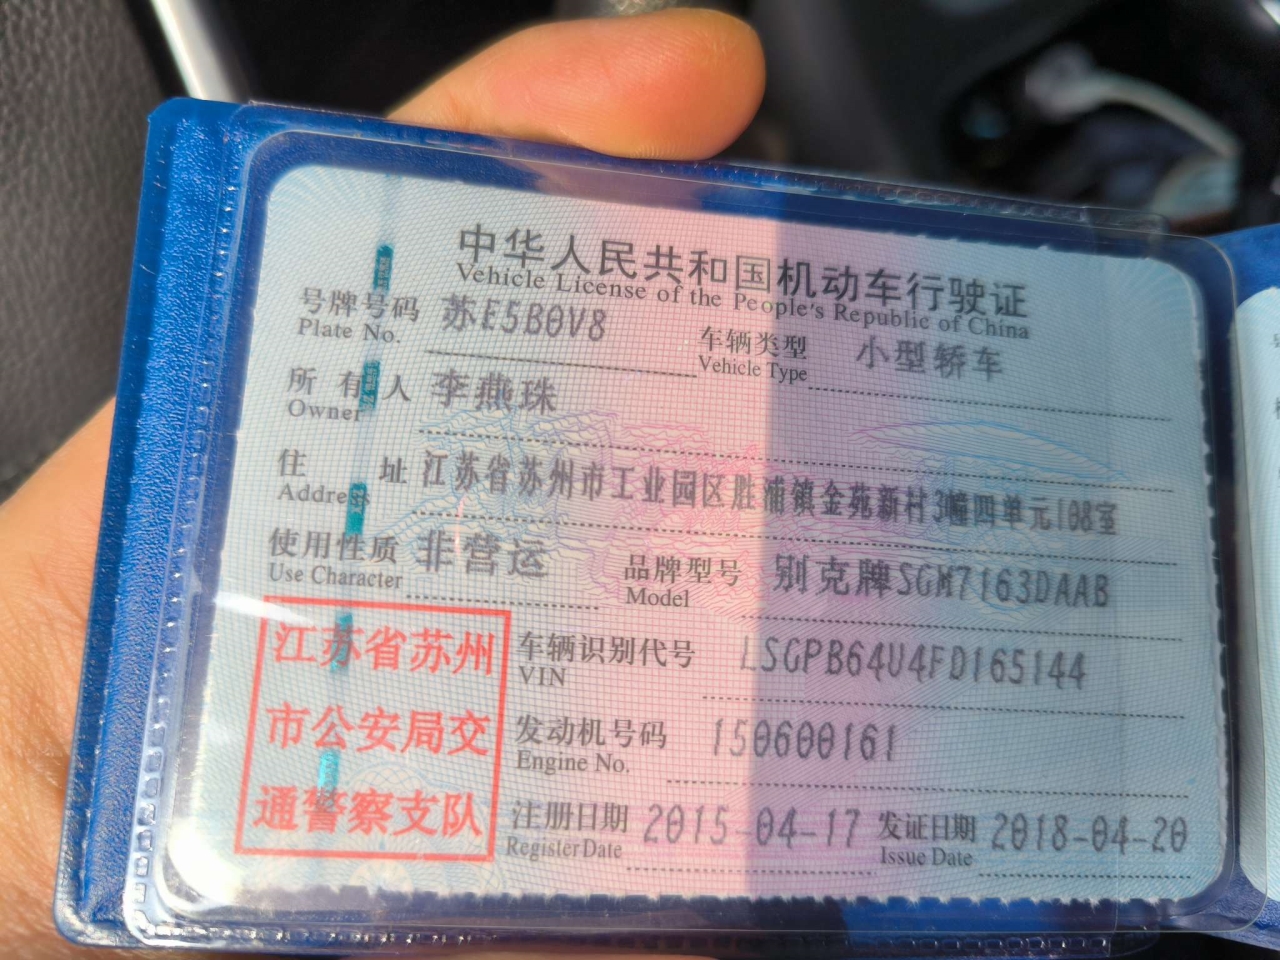 中华人民共和国机动车行驶证
Vehicle License of the People's Republic of China
号牌号码 苏E5B0V8 车辆类型 小型轿车
Plate No. Vehicle Type
所有人 李燕珠
Owner
住址 江苏省苏州市工业园区胜浦镇金苑新村3幢四单元108室
Address
使用性质 非营运 品牌型号 别克牌SGM7163DAAB
Use Character Model
江苏省苏州
市公安局交
通警察支队
车辆识别代号 LSGPB64U4FD165144
VIN
发动机号码 150600161
Engine No.
注册日期 2015-04-17 发证日期 2018-04-20
Register Date Issue Date